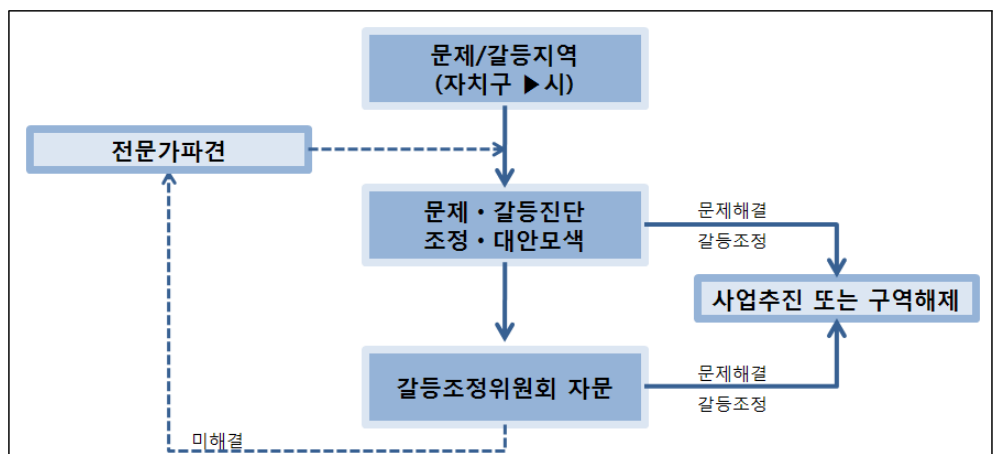 문제/갈등지역
(자치구 ▶시)
전문가파견
문제・갈등진단
조정・대안모색
문제해결
갈등조정
사업추진 또는 구역해제
갈등조정위원회 자문
문제해결
갈등조정
미해결